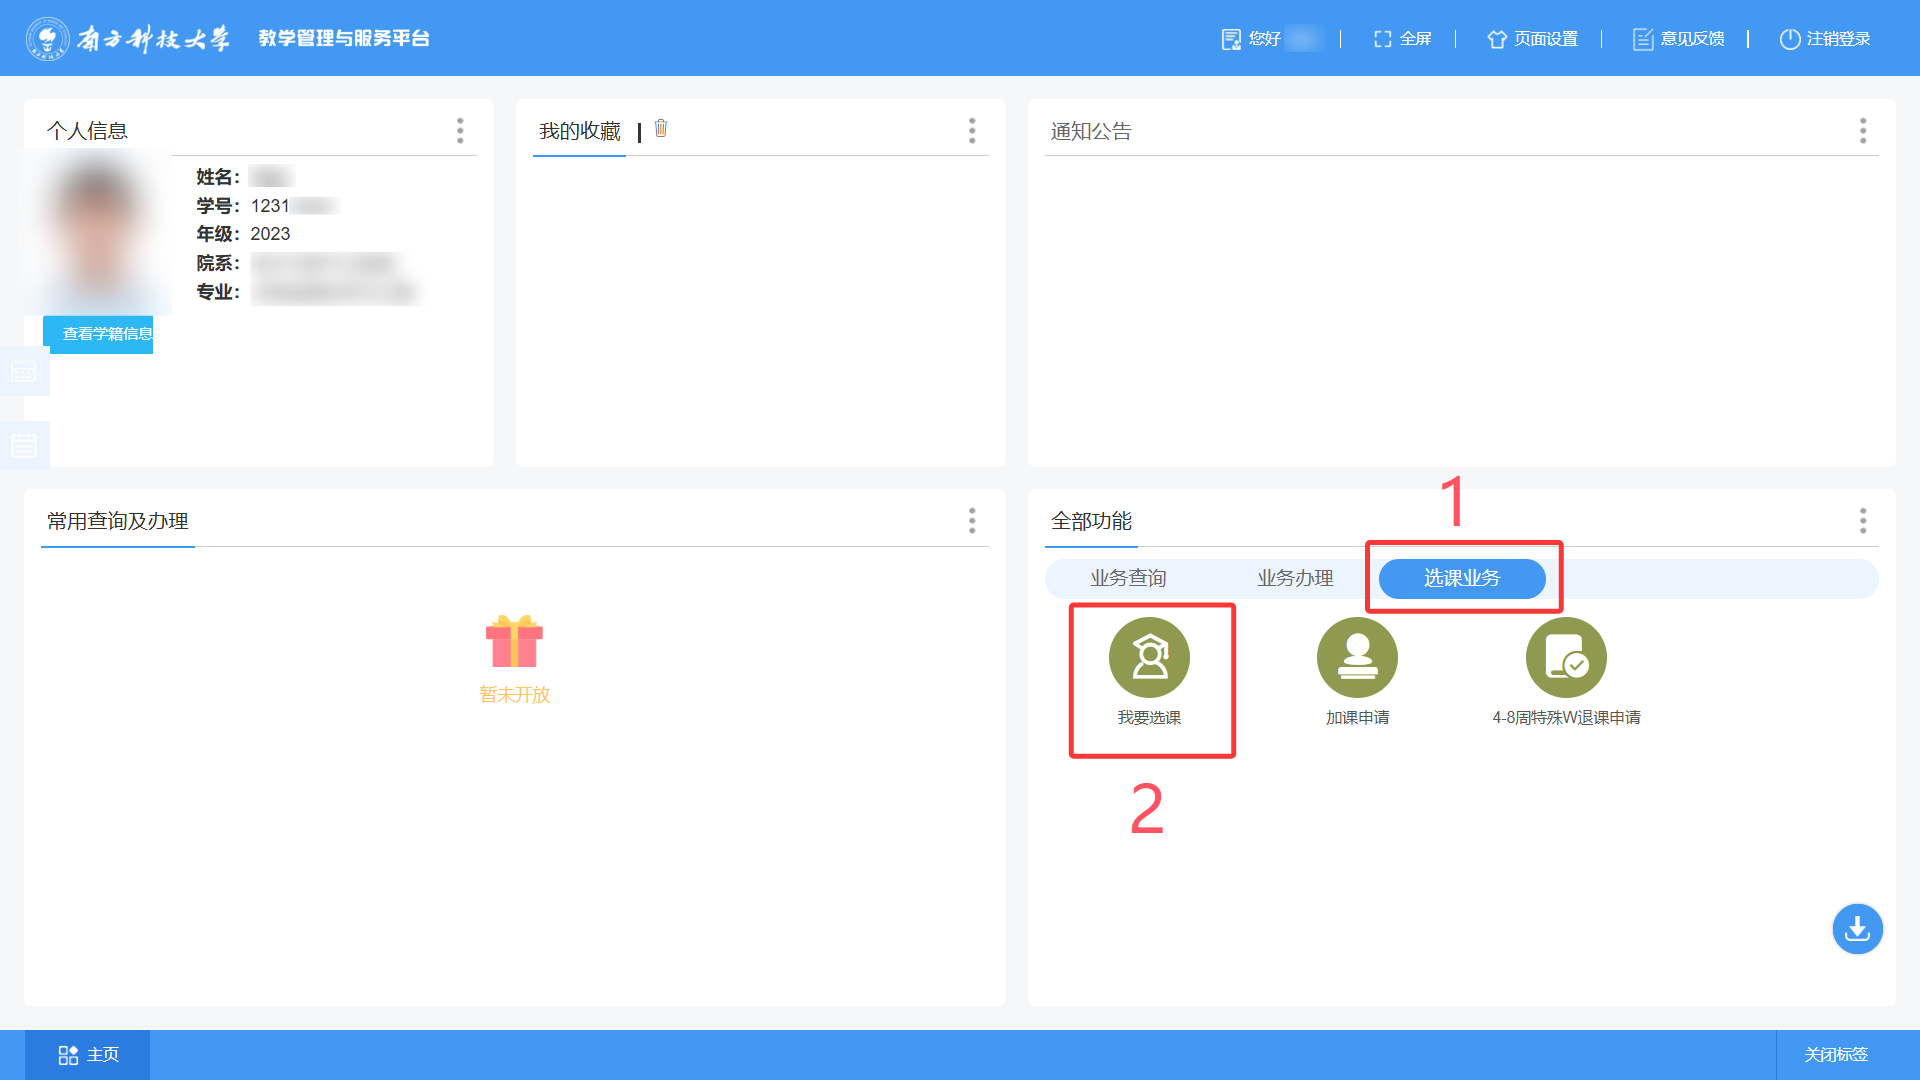 南方科技大学 教学管理与服务平台
您好 全屏 页面设置 意见反馈 注销登录
个人信息
姓名：
学号：1231
年级：2023
院系：
专业：
查看学籍信息
我的收藏
通知公告
常用查询及办理
暂未开放
全部功能
1
业务查询 业务办理 选课业务
我要选课 加课申请 4-8周特殊W退课申请
2
主页 关闭标签